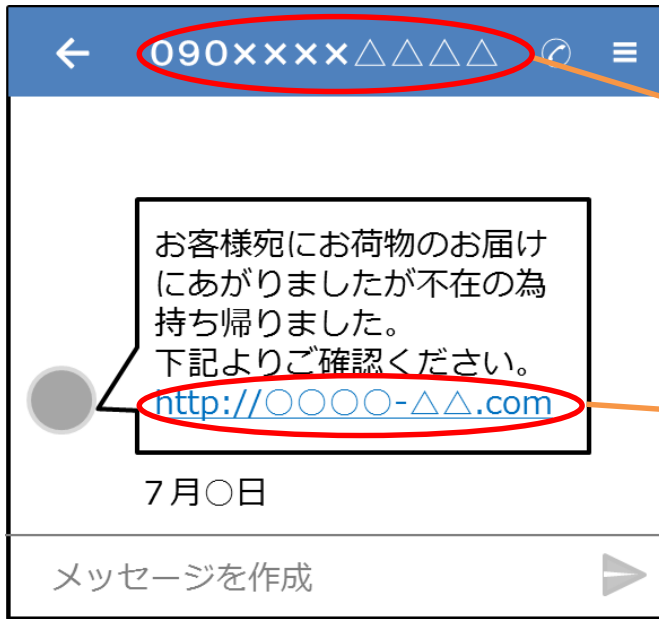 090××××△△△△
お客様宛にお荷物のお届け
にあがりましたが不在の為
持ち帰りました。
下記よりご確認ください。
http://○○○○-△△.com
７月○日
メッセージを作成